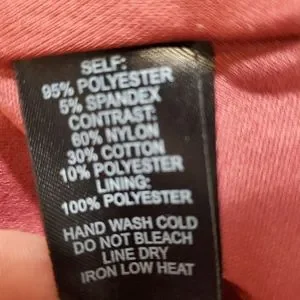 SELF:
95% POLYESTER
5% SPANDEX
CONTRAST:
60% NYLON
30% COTTON
10% POLYESTER
LINING:
100% POLYESTER
HAND WASH COLD
DO NOT BLEACH
LINE DRY
IRON LOW HEAT